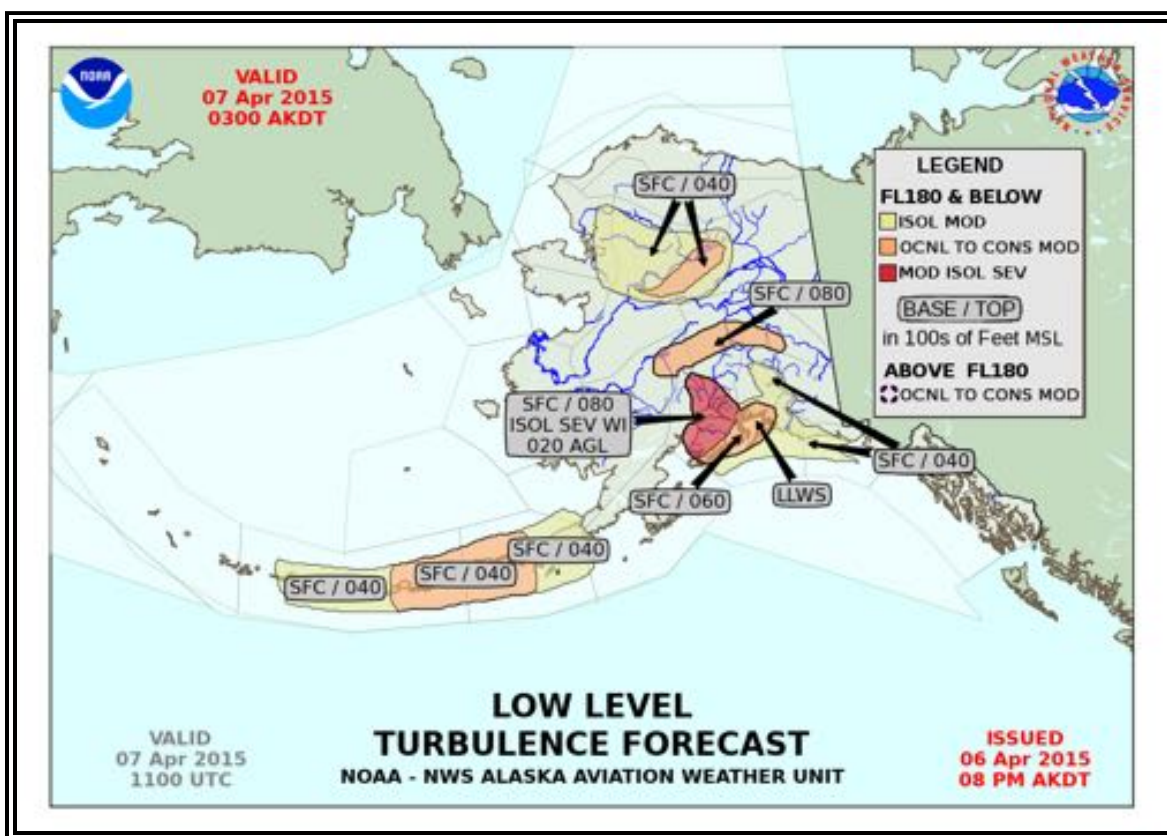 NOAA
VALID
07 Apr 2015
0300 AKDT
NATIONAL WEATHER SERVICE
LEGEND
FL180 & BELOW
ISOL MOD
OCNL TO CONS MOD
MOD ISOL SEV
BASE / TOP
in 100s of Feet MSL
ABOVE FL180
OCNL TO CONS MOD
SFC / 040
SFC / 080
SFC / 080
ISOL SEV WI
020 AGL
SFC / 040
SFC / 060
LLWS
SFC / 040
SFC / 040
SFC / 040
LOW LEVEL
TURBULENCE FORECAST
NOAA - NWS ALASKA AVIATION WEATHER UNIT
VALID
07 Apr 2015
1100 UTC
ISSUED
06 Apr 2015
08 PM AKDT